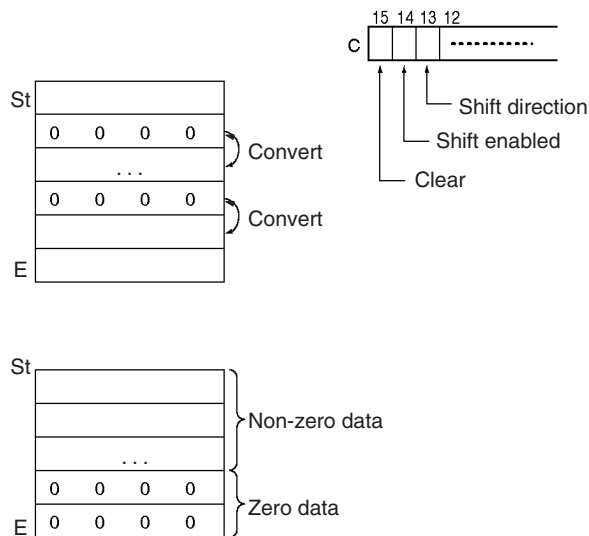 15 14 13 12
C
Shift direction
Shift enabled
Clear
St
0 0 0 0
Convert
...
0 0 0 0
Convert
E
St
Non-zero data
...
0 0 0 0
Zero data
0 0 0 0
E